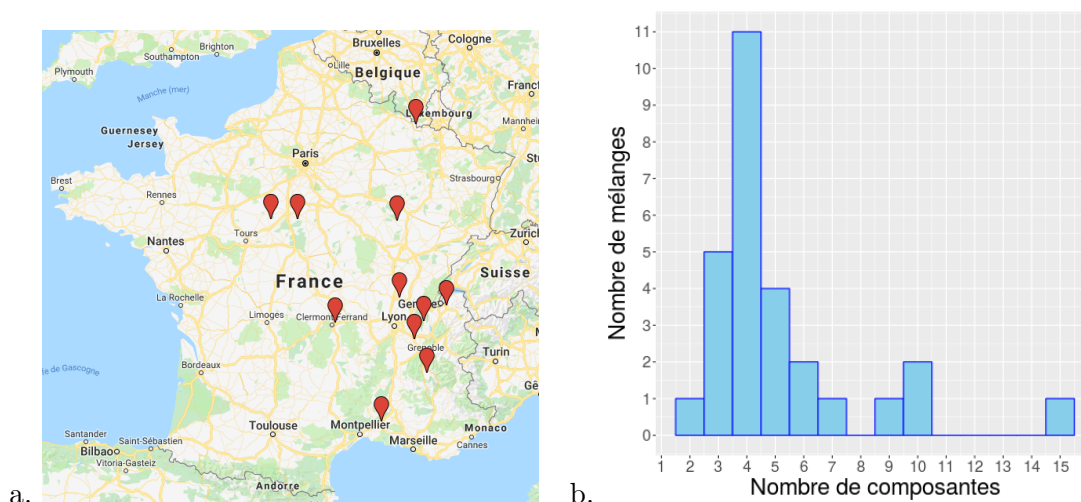 Brighton
Southampton
Plymouth
Manche (mer)
Guernesey
Jersey
Brest
Rennes
Nantes
Tours
Paris
Lille
Bruxelles
Belgique
Cologne
Francf
Luxembourg
Mannheim
Strasbourg
Stu
Zurich
Suisse
France
La Rochelle
Limoges
Clermont-Ferrand
Lyon
Genève
Grenoble
Turin
M
Gê
Bordeaux
fe de Gascogne
Toulouse
Montpellier
Marseille
Monaco
Cannes
Santander
Saint-Sébastien
Bilbao
Vitoria-Gasteiz
Andorre
a.
Nombre de mélanges
11
10
9
8
7
6
5
4
3
2
1
0
1 2 3 4 5 6 7 8 9 10 11 12 13 14 15
Nombre de composantes
b.